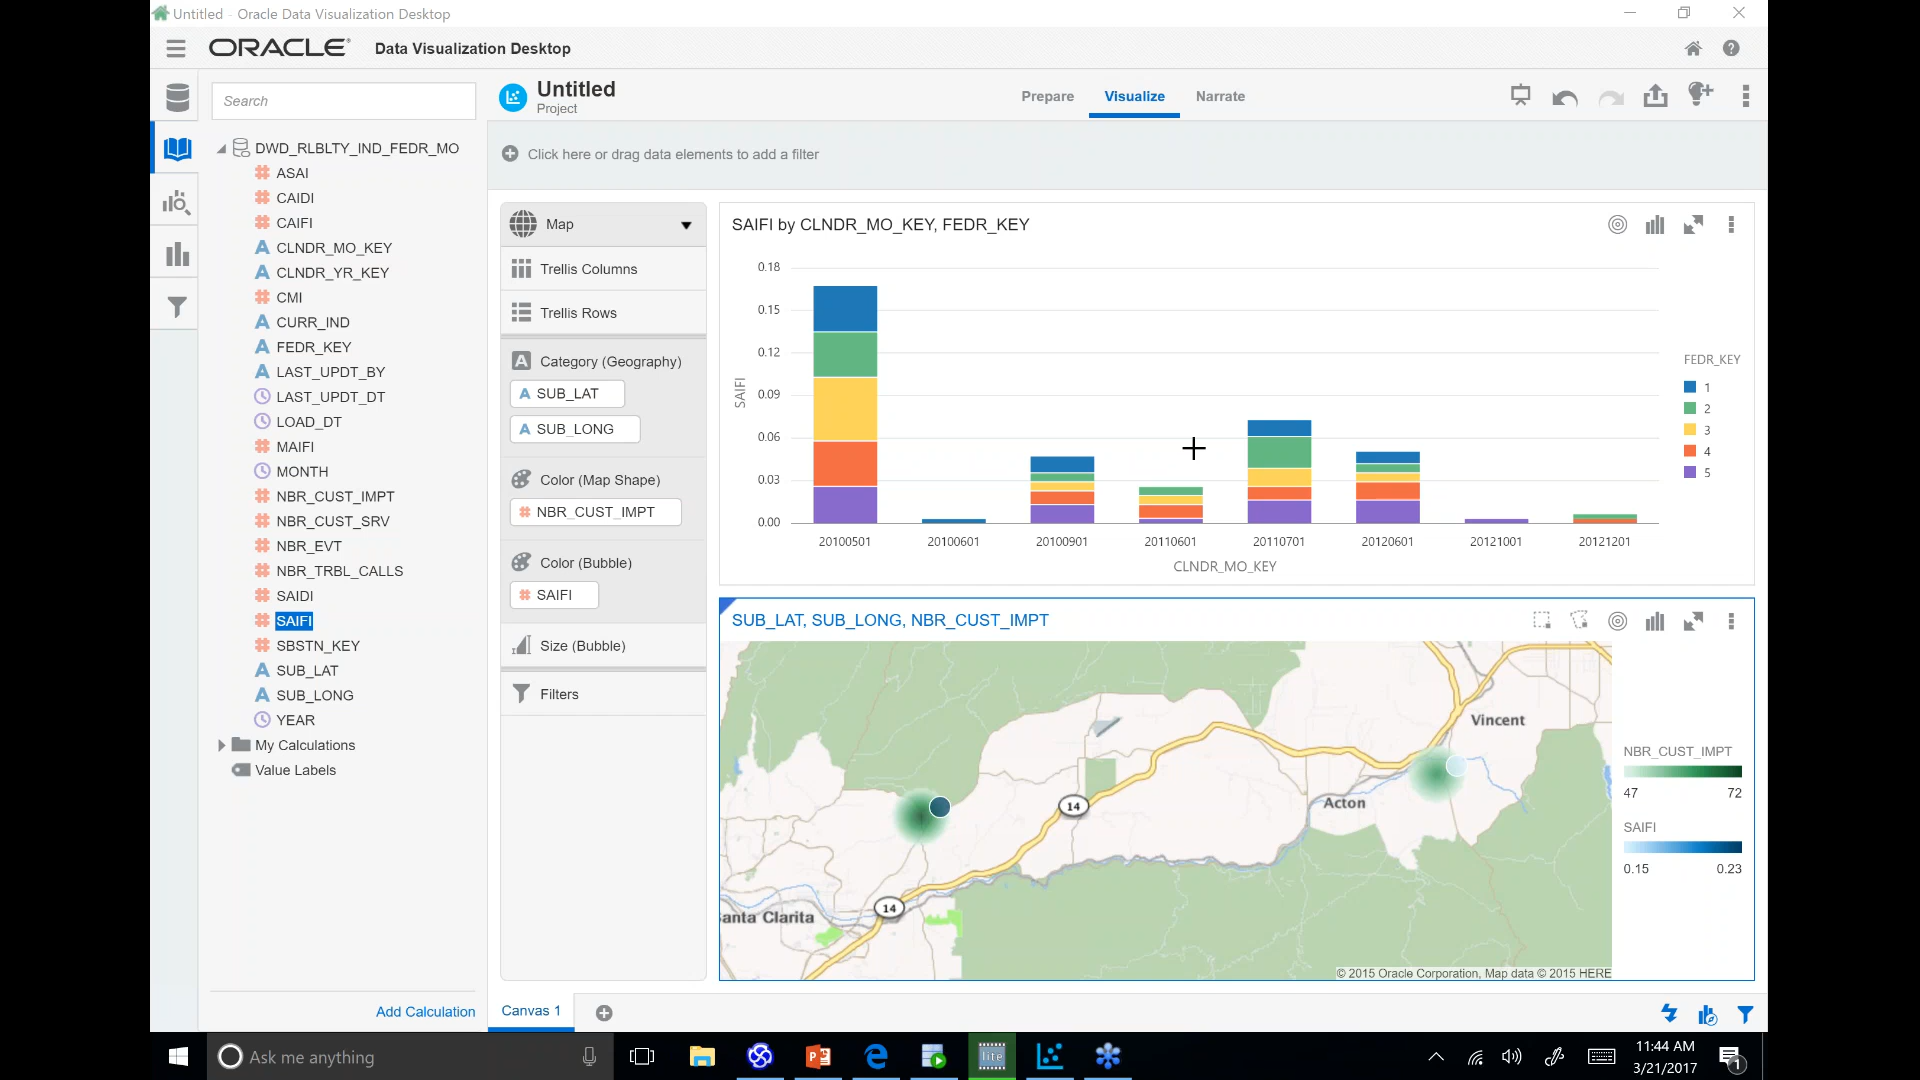 Untitled - Oracle Data Visualization Desktop
ORACLE® Data Visualization Desktop
Search
Untitled
Project
Prepare
Visualize
Narrate
Click here or drag data elements to add a filter
DWD_RLBLTY_IND_FEDR_MO
ASAI
CAIDI
CAIFI
CLNDR_MO_KEY
CLNDR_YR_KEY
CMI
CURR_IND
FEDR_KEY
LAST_UPDT_BY
LAST_UPDT_DT
LOAD_DT
MAIFI
MONTH
NBR_CUST_IMPT
NBR_CUST_SRV
NBR_EVT
NBR_TRBL_CALLS
SAIDI
SAIFI
SBSTN_KEY
SUB_LAT
SUB_LONG
YEAR
My Calculations
Value Labels
Add Calculation
Map
Trellis Columns
Trellis Rows
Category (Geography)
A SUB_LAT
A SUB_LONG
Color (Map Shape)
# NBR_CUST_IMPT
Color (Bubble)
# SAIFI
Size (Bubble)
Filters
SAIFI by CLNDR_MO_KEY, FEDR_KEY
0.18
0.15
0.12
0.09
0.06
0.03
0.00
SAIFI
20100501 20100601 20100901 20110601 20110701 20120601 20121001 20121201
CLNDR_MO_KEY
FEDR_KEY
1
2
3
4
5
SUB_LAT, SUB_LONG, NBR_CUST_IMPT
Vincent
Acton
14
14
anta Clarita
© 2015 Oracle Corporation, Map data © 2015 HERE
NBR_CUST_IMPT
47 72
SAIFI
0.15 0.23
Canvas 1
Ask me anything
lite
11:44 AM
3/21/2017
1